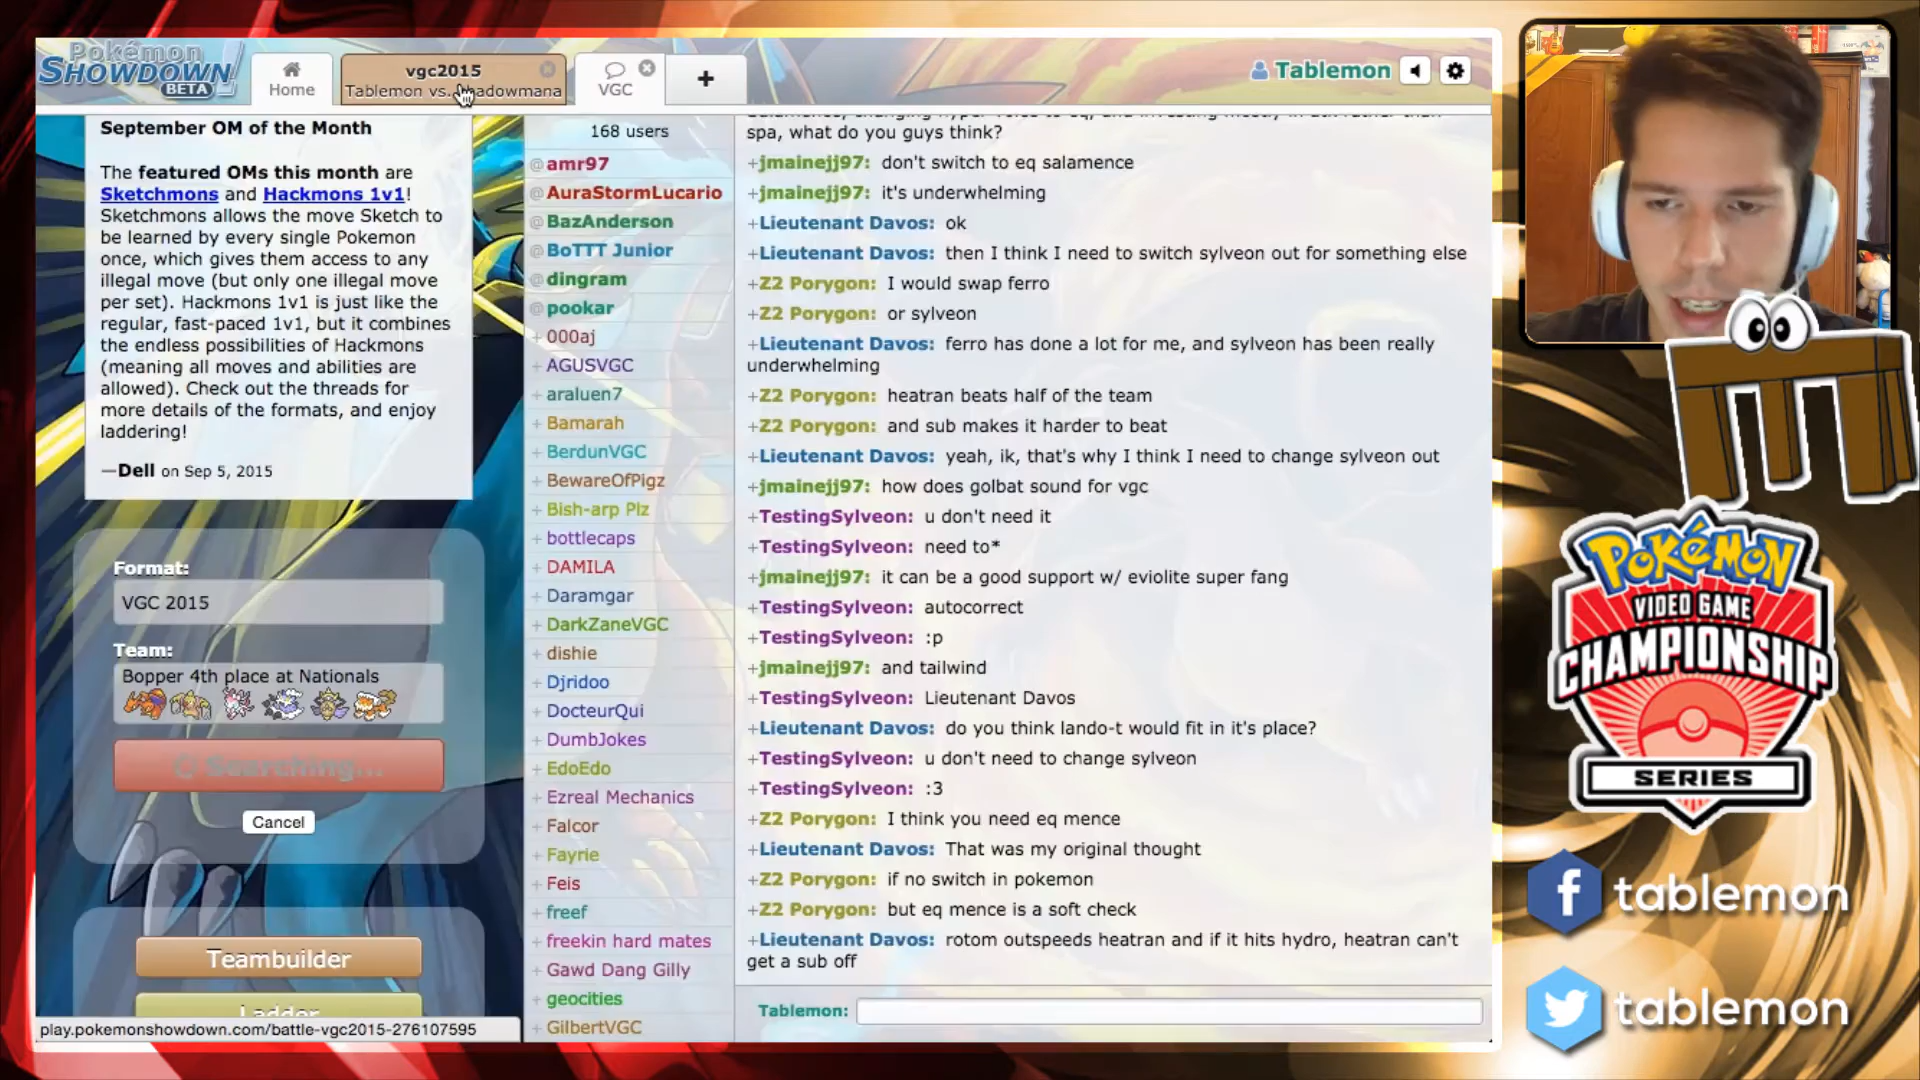 Pokémon
SHOWDOWN!
BETA
Home
vgc2015
Tablemon vs. hadowmana
VGC
+
Tablemon
September OM of the Month
The featured OMs this month are
Sketchmons and Hackmons 1v1!
Sketchmons allows the move Sketch to
be learned by every single Pokemon
once, which gives them access to any
illegal move (but only one illegal move
per set). Hackmons 1v1 is just like the
regular, fast-paced 1v1, but it combines
the endless possibilities of Hackmons
(meaning all moves and abilities are
allowed). Check out the threads for
more details of the formats, and enjoy
laddering!
—Dell on Sep 5, 2015
Format:
VGC 2015
Team:
Bopper 4th place at Nationals
Searching...
Cancel
Teambuilder
Ladder
play.pokemonshowdown.com/battle-vgc2015-276107595
168 users
@amr97
@AuraStormLucario
@BazAnderson
@BoTTT Junior
@dingram
@pookar
+000aj
+AGUSVGC
+araluen7
+Bamarah
+BerdunVGC
+BewareOfPigz
+Bish-arp Plz
+bottlecaps
+DAMILA
+Daramgar
+DarkZaneVGC
+dishie
+Djridoo
+DocteurQui
+DumbJokes
+EdoEdo
+Ezreal Mechanics
+Falcor
+Fayrie
+Feis
+freef
+freekin hard mates
+Gawd Dang Gilly
+geocities
+GilbertVGC
spa, what do you guys think?
+jmainejj97: don't switch to eq salamence
+jmainejj97: it's underwhelming
+Lieutenant Davos: ok
+Lieutenant Davos: then I think I need to switch sylveon out for something else
+Z2 Porygon: I would swap ferro
+Z2 Porygon: or sylveon
+Lieutenant Davos: ferro has done a lot for me, and sylveon has been really
underwhelming
+Z2 Porygon: heatran beats half of the team
+Z2 Porygon: and sub makes it harder to beat
+Lieutenant Davos: yeah, ik, that's why I think I need to change sylveon out
+jmainejj97: how does golbat sound for vgc
+TestingSylveon: u don't need it
+TestingSylveon: need to*
+jmainejj97: it can be a good support w/ eviolite super fang
+TestingSylveon: autocorrect
+TestingSylveon: :p
+jmainejj97: and tailwind
+TestingSylveon: Lieutenant Davos
+Lieutenant Davos: do you think lando-t would fit in it's place?
+TestingSylveon: u don't need to change sylveon
+TestingSylveon: :3
+Z2 Porygon: I think you need eq mence
+Lieutenant Davos: That was my original thought
+Z2 Porygon: if no switch in pokemon
+Z2 Porygon: but eq mence is a soft check
+Lieutenant Davos: rotom outspeeds heatran and if it hits hydro, heatran can't
get a sub off
Tablemon:
Pokémon
VIDEO GAME
CHAMPIONSHIP
SERIES
f tablemon
tablemon